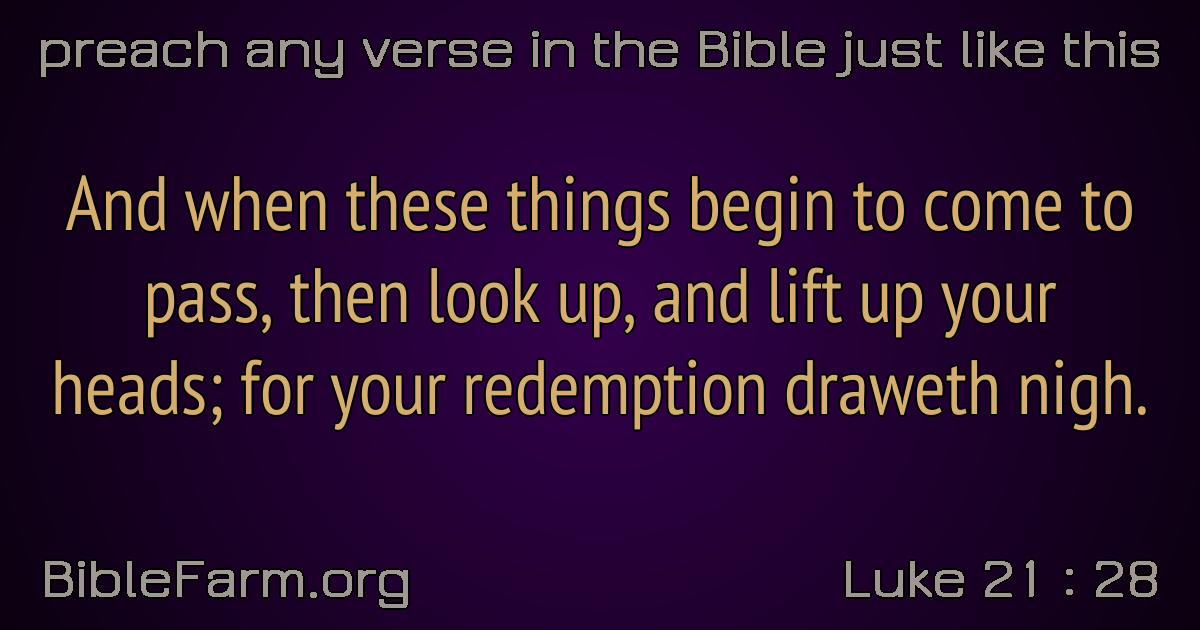 preach any verse in the Bible just like this
And when these things begin to come to
pass, then look up, and lift up your
heads; for your redemption draweth nigh.
BibleFarm.org
Luke 21 : 28